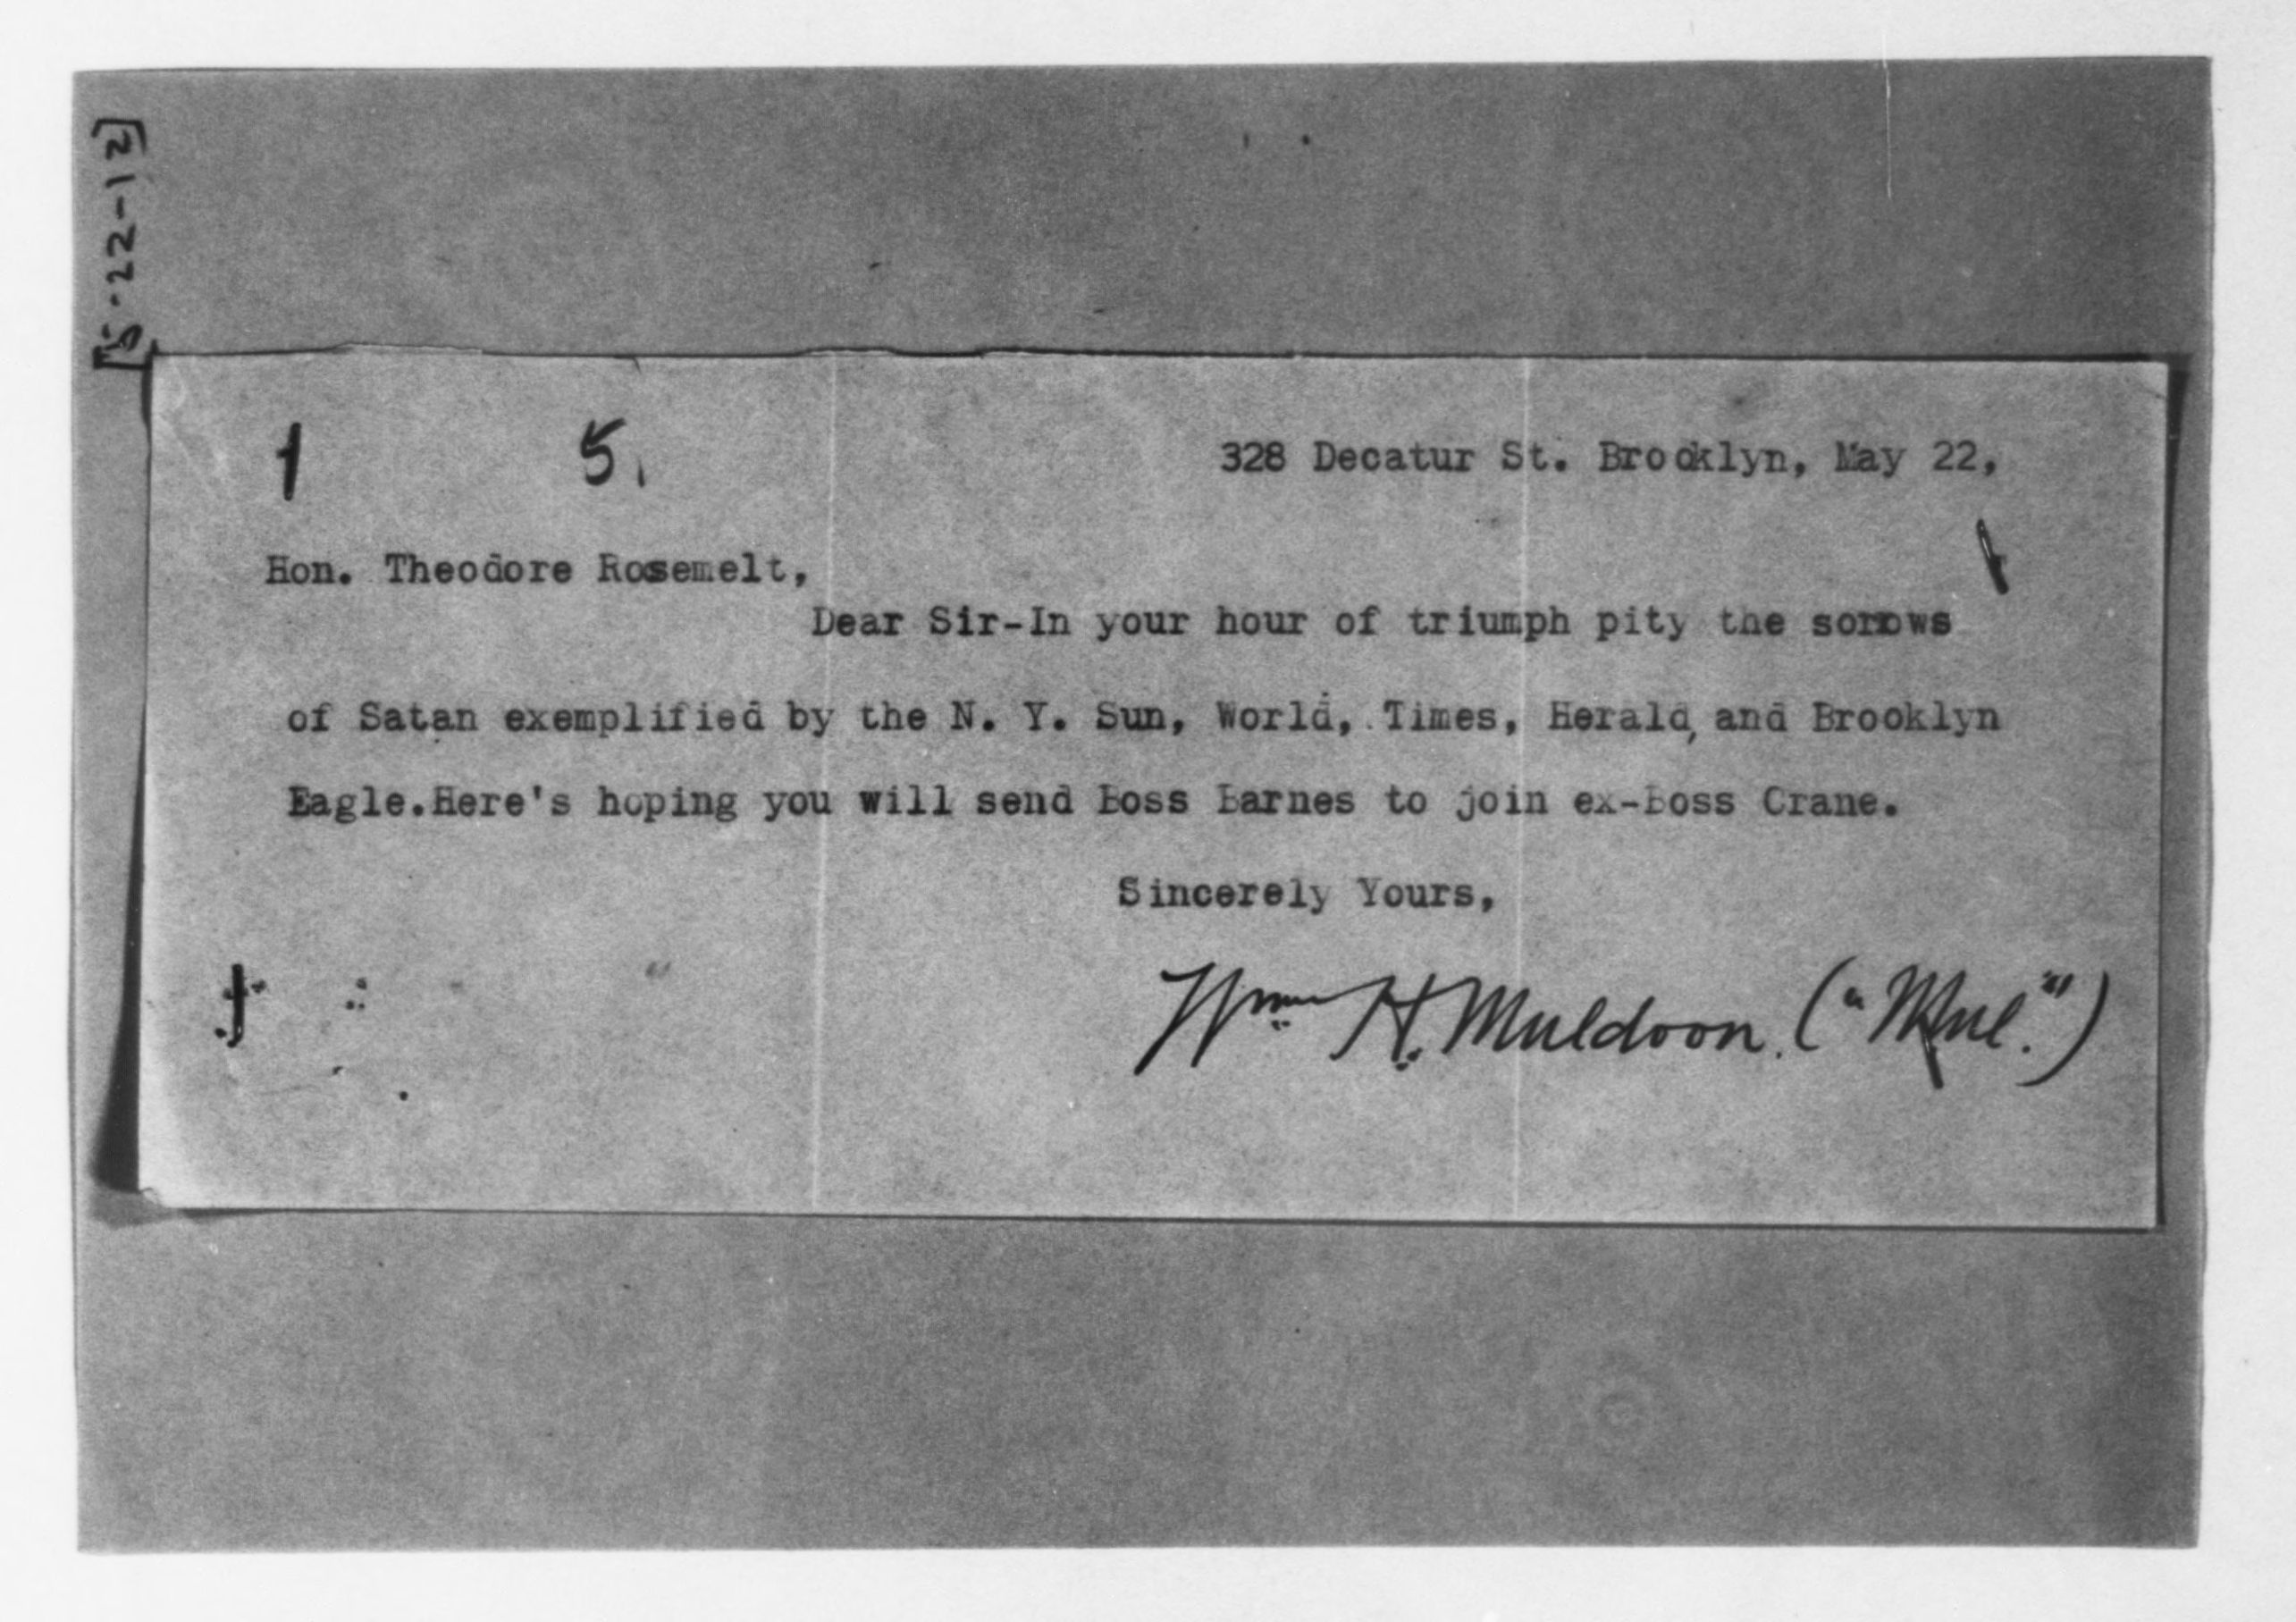 [5-22-12]
1 5.
328 Decatur St. Brooklyn, May 22,
Hon. Theodore Rosemelt,
Dear Sir-In your hour of triumph pity the sorrows
of Satan exemplified by the N. Y. Sun, World, Times, Herald, and Brooklyn
Eagle.Here's hoping you will send Boss Barnes to join ex-Boss Crane.
Sincerely Yours,
Wm H. Muldoon. ("Mul.")